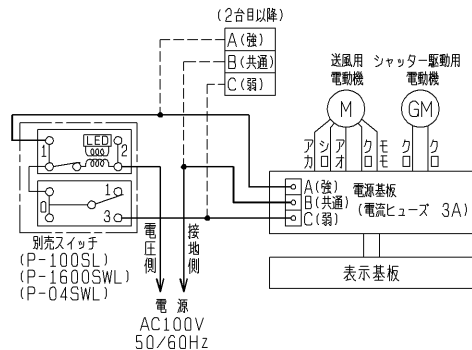 (2台目以降)
A(強)
B(共通)
C(弱)
送風用
電動機
シャッター駆動用
電動機
M
GM
アカ
シロ
アオ
クロ
モモ
クロ
クロ
LED
1
2
0
1
3
A(強)
B(共通)
C(弱)
電源基板
(電流ヒューズ 3A)
表示基板
別売スイッチ
(P-100SL)
(P-1600SWL)
(P-04SWL)
電圧側
接地側
電源
AC100V
50/60Hz